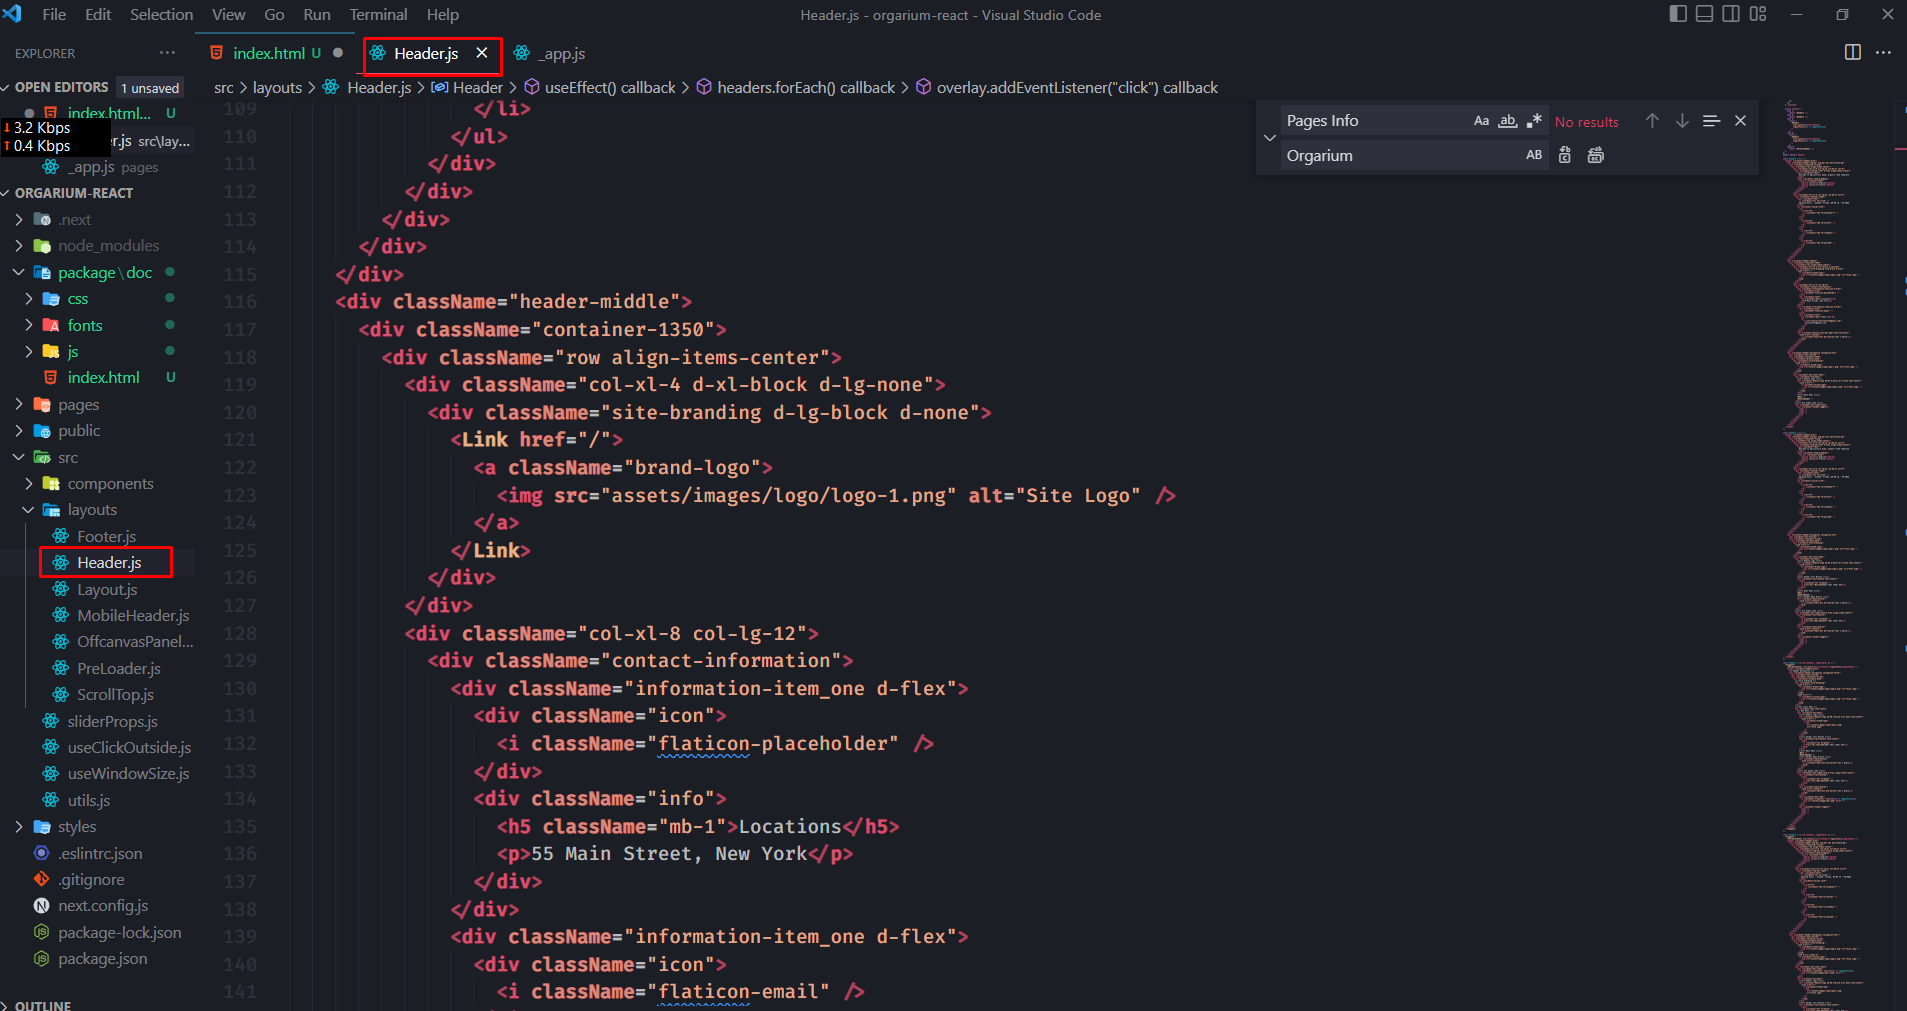 File Edit Selection View Go Run Terminal Help
Header.js - orgarium-react - Visual Studio Code
EXPLORER
index.html U
Header.js
_app.js
OPEN EDITORS 1 unsaved
src > layouts > Header.js > Header > useEffect() callback > headers.forEach() callback > overlay.addEventListener("click") callback
index.html... U
3.2 Kbps
0.4 Kbps
er.js src\lay...
_app.js pages
ORGARIUM-REACT
.next
node_modules
package\doc
css
fonts
js
index.html U
pages
public
src
components
layouts
Footer.js
Header.js
Layout.js
MobileHeader.js
OffcanvasPanel...
PreLoader.js
ScrollTop.js
sliderProps.js
useClickOutside.js
useWindowSize.js
utils.js
styles
.eslintrc.json
.gitignore
next.config.js
package-lock.json
package.json
OUTLINE
Pages Info Aa ab No results
Orgarium AB
109 </li>
110 </ul>
111 </div>
112 </div>
113 </div>
114 </div>
115 </div>
116 <div className="header-middle">
117 <div className="container-1350">
118 <div className="row align-items-center">
119 <div className="col-xl-4 d-xl-block d-lg-none">
120 <div className="site-branding d-lg-block d-none">
121 <Link href="/">
122 <a className="brand-logo">
123 <img src="assets/images/logo/logo-1.png" alt="Site Logo" />
124 </a>
125 </Link>
126 </div>
127 </div>
128 <div className="col-xl-8 col-lg-12">
129 <div className="contact-information">
130 <div className="information-item_one d-flex">
131 <div className="icon">
132 <i className="flaticon-placeholder" />
133 </div>
134 <div className="info">
135 <h5 className="mb-1">Locations</h5>
136 <p>55 Main Street, New York</p>
137 </div>
138 </div>
139 <div className="information-item_one d-flex">
140 <div className="icon">
141 <i className="flaticon-email" />